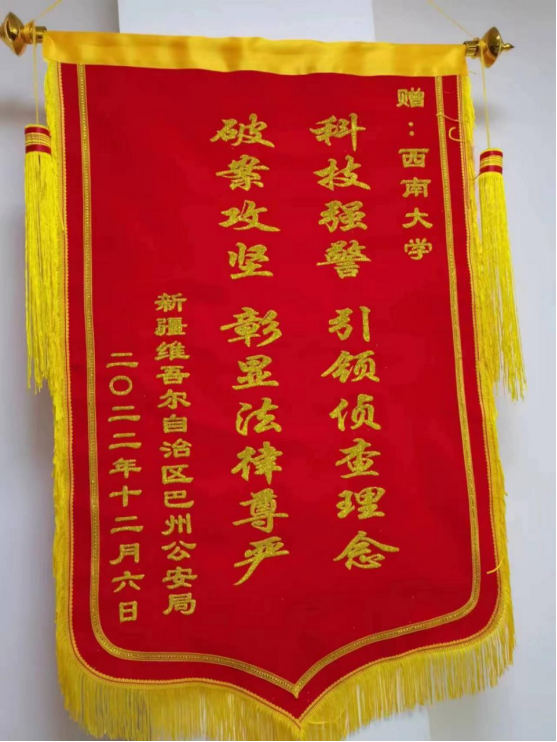 赠：西南大学
科技强警 引领侦查理念
破案攻坚 彰显法律尊严
新疆维吾尔自治区巴州公安局
二〇二二年十二月六日